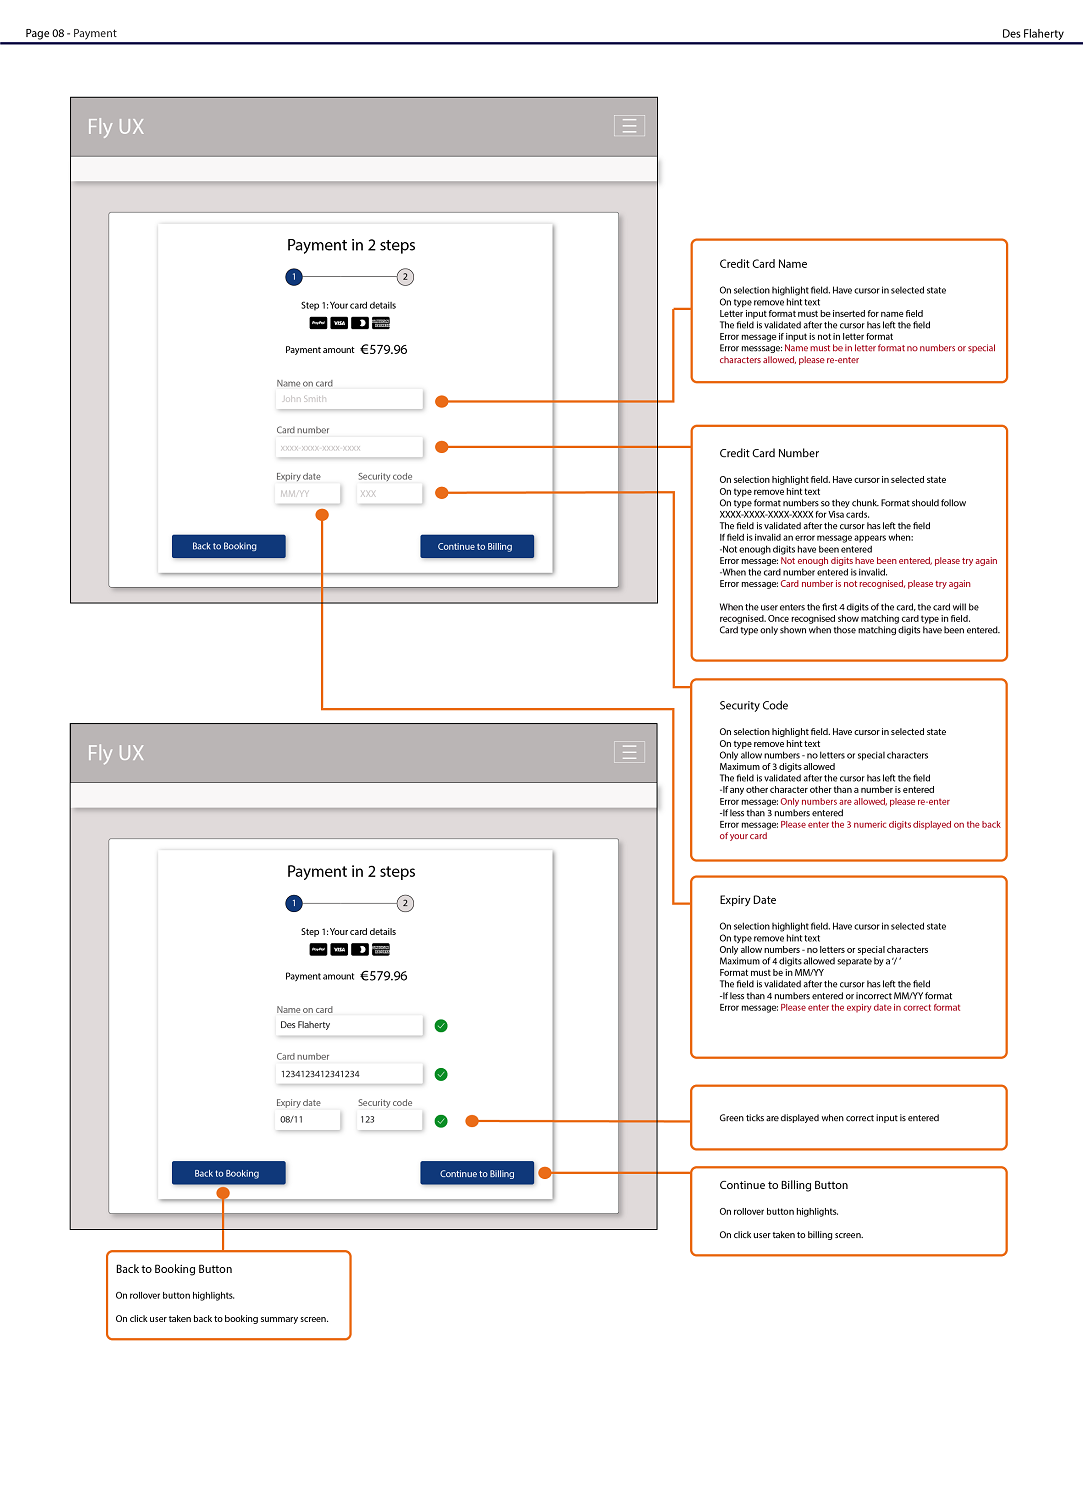 Page 08 - Payment
Des Flaherty
Fly UX
Payment in 2 steps
1
2
Step 1: Your card details
PayPal
VISA
Payment amount €579.96
Name on card
John Smith
Card number
xxxx-xxxx-xxxx-xxxx
Expiry date
Security code
MM/YY
XXX
Back to Booking
Continue to Billing
Credit Card Name
On selection highlight field. Have cursor in selected state
On type remove hint text
Letter input format must be inserted for name field
The field is validated after the cursor has left the field
Error message if input is not in letter format
Error messsage: Name must be in letter format no numbers or special
characters allowed, please re-enter
Credit Card Number
On selection highlight field. Have cursor in selected state
On type remove hint text
On type format numbers so they chunk. Format should follow
XXXX-XXXX-XXXX-XXXX for Visa cards.
The field is validated after the cursor has left the field
If field is invalid an error message appears when:
-Not enough digits have been entered
Error message: Not enough digits have been entered, please try again
-When the card number entered is invalid.
Error message: Card number is not recognised, please try again
When the user enters the first 4 digits of the card, the card will be
recognised. Once recognised show matching card type in field.
Card type only shown when those matching digits have been entered.
Security Code
On selection highlight field. Have cursor in selected state
On type remove hint text
Only allow numbers - no letters or special characters
Maximum of 3 digits allowed
The field is validated after the cursor has left the field
-If any other character other than a number is entered
Error message: Only numbers are allowed, please re-enter
-If less than 3 numbers entered
Error message: Please enter the 3 numeric digits displayed on the back
of your card
Expiry Date
On selection highlight field. Have cursor in selected state
On type remove hint text
Only allow numbers - no letters or special characters
Maximum of 4 digits allowed separate by a '/ '
Format must be in MM/YY
The field is validated after the cursor has left the field
-If less than 4 numbers entered or incorrect MM/YY format
Error message: Please enter the expiry date in correct format
Fly UX
Payment in 2 steps
1
2
Step 1: Your card details
PayPal
VISA
Payment amount €579.96
Name on card
Des Flaherty
Card number
1234123412341234
Expiry date
Security code
08/11
123
Back to Booking
Continue to Billing
Green ticks are displayed when correct input is entered
Continue to Billing Button
On rollover button highlights.
On click user taken to billing screen.
Back to Booking Button
On rollover button highlights.
On click user taken back to booking summary screen.